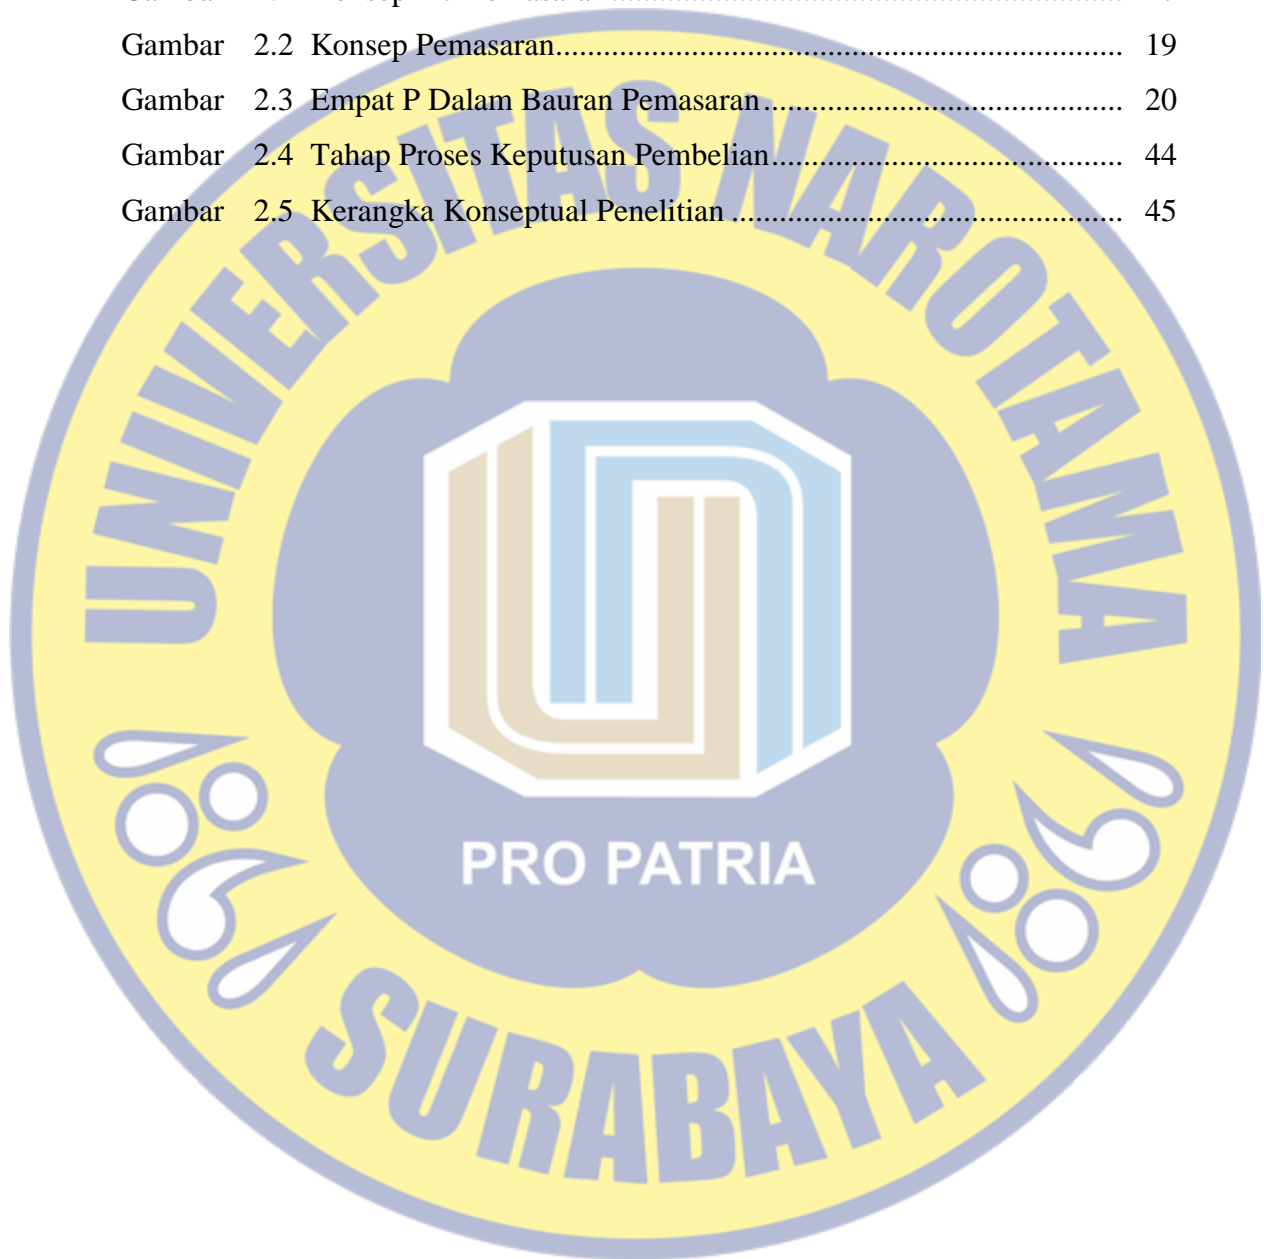 Gambar 2.2 Konsep Pemasaran...................................................................... 19
Gambar 2.3 Empat P Dalam Bauran Pemasaran............................................ 20
Gambar 2.4 Tahap Proses Keputusan Pembelian........................................... 44
Gambar 2.5 Kerangka Konseptual Penelitian ................................................ 45
UNIVERSITAS NAROTAMA
PRO PATRIA
SURABAYA